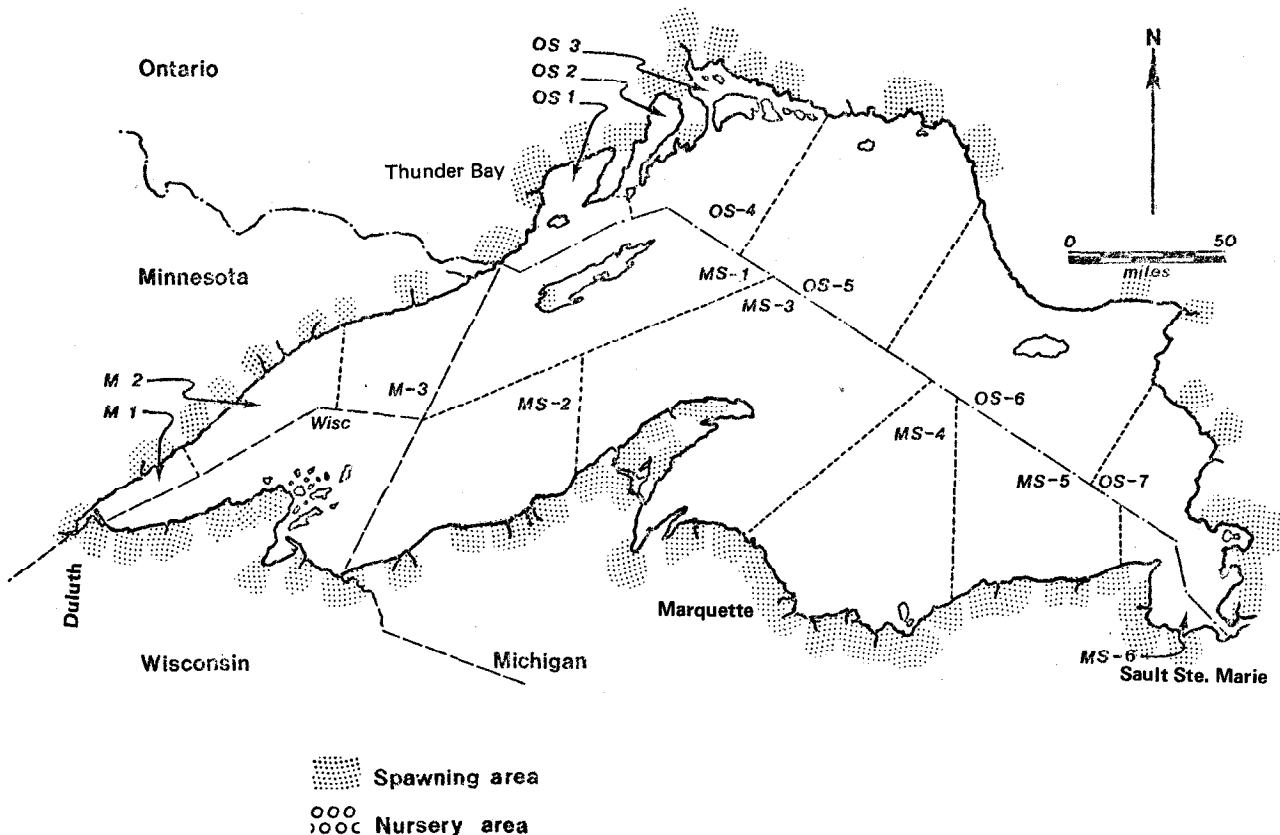 OS 3
OS 2
OS 1
N
Ontario
Thunder Bay
0 50
miles
OS-4
Minnesota
MS-1
OS-5
MS-3
M 2
M-3
MS-2
OS-6
M 1
Wisc
MS-4
MS-5
OS-7
Duluth
Marquette
Wisconsin
Michigan
MS-6
Sault Ste. Marie
Spawning area
Nursery area